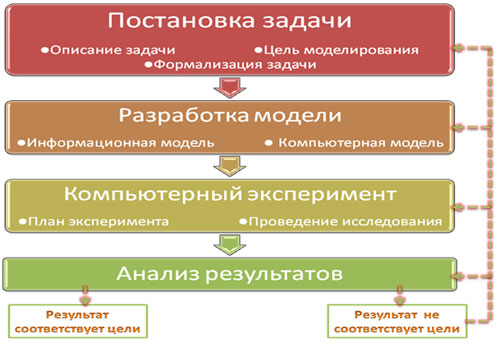 Постановка задачи
●Описание задачи ●Цель моделирования
●Формализация задачи
Разработка модели
●Информационная модель ● Компьютерная модель
Компьютерный эксперимент
●План эксперимента ●Проведение исследования
Анализ результатов
Результат
соответствует цели
Результат не
соответствует цели